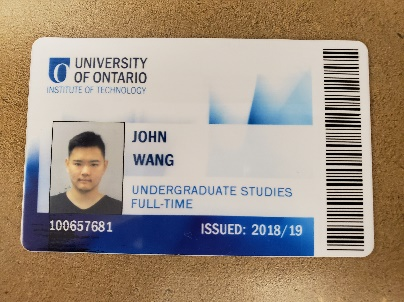 UNIVERSITY
OF ONTARIO
INSTITUTE OF TECHNOLOGY
JOHN
WANG
UNDERGRADUATE STUDIES
FULL-TIME
100657681
ISSUED: 2018/19